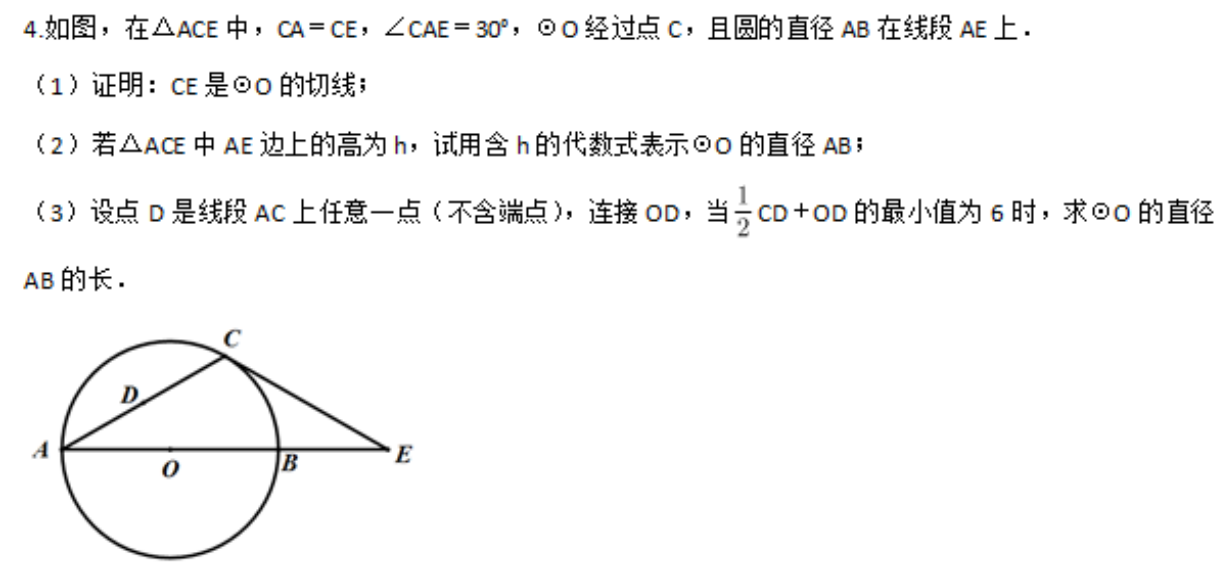 4.如图，在△ACE 中，CA＝CE，∠CAE＝30°，⊙O 经过点 C，且圆的直径 AB 在线段 AE 上．
（1）证明：CE 是⊙O 的切线；
（2）若△ACE 中 AE 边上的高为 h，试用含 h 的代数式表示⊙O 的直径 AB；
（3）设点 D 是线段 AC 上任意一点（不含端点），连接 OD，当 1/2 CD＋OD 的最小值为 6 时，求⊙O 的直径
AB 的长．
C
D
A
O
B
E